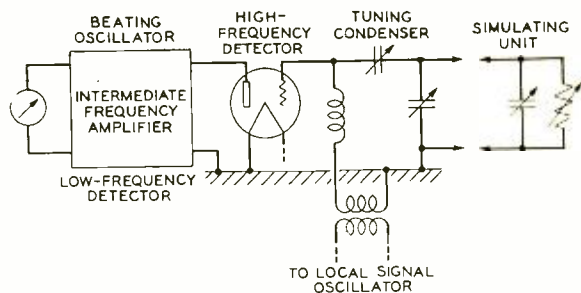 BEATING
OSCILLATOR
HIGH-
FREQUENCY
DETECTOR
TUNING
CONDENSER
SIMULATING
UNIT
INTERMEDIATE
FREQUENCY
AMPLIFIER
LOW-FREQUENCY
DETECTOR
TO LOCAL SIGNAL
OSCILLATOR